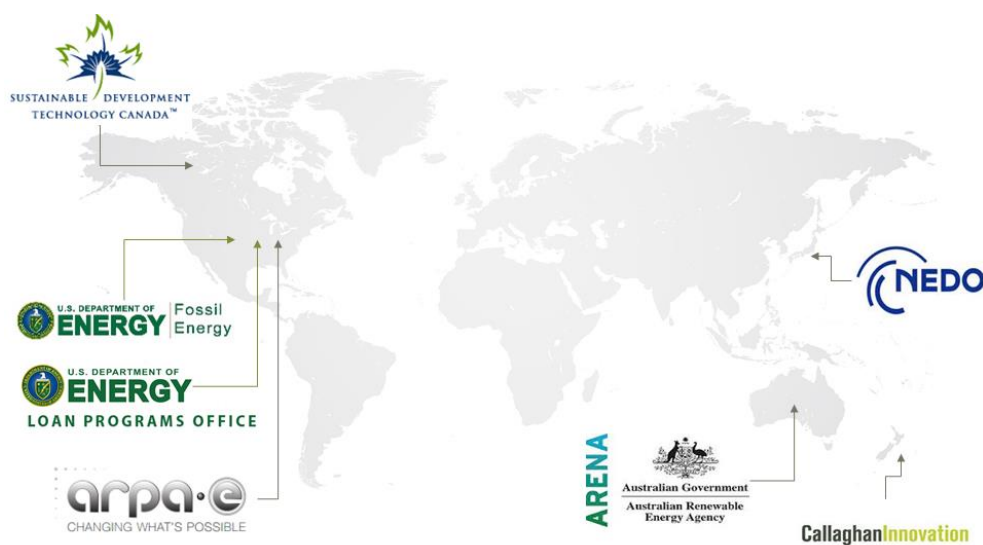 SUSTAINABLE DEVELOPMENT
TECHNOLOGY CANADA™
NEDO
U.S. DEPARTMENT OF
ENERGY
Fossil
Energy
U.S. DEPARTMENT OF
ENERGY
LOAN PROGRAMS OFFICE
arpa·e
CHANGING WHAT'S POSSIBLE
ARENA
Australian Government
Australian Renewable
Energy Agency
CallaghanInnovation